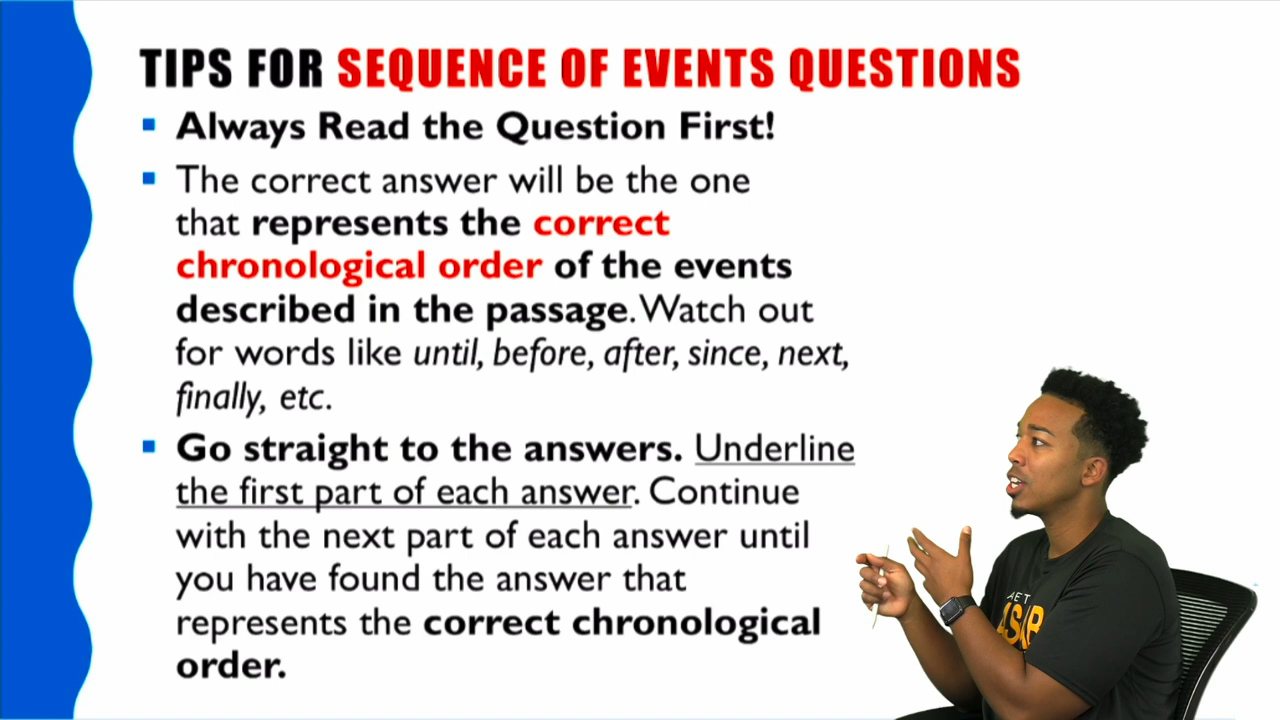 TIPS FOR SEQUENCE OF EVENTS QUESTIONS
Always Read the Question First!
The correct answer will be the one
that represents the correct
chronological order of the events
described in the passage. Watch out
for words like until, before, after, since, next,
finally, etc.
Go straight to the answers. Underline
the first part of each answer. Continue
with the next part of each answer until
you have found the answer that
represents the correct chronological
order.